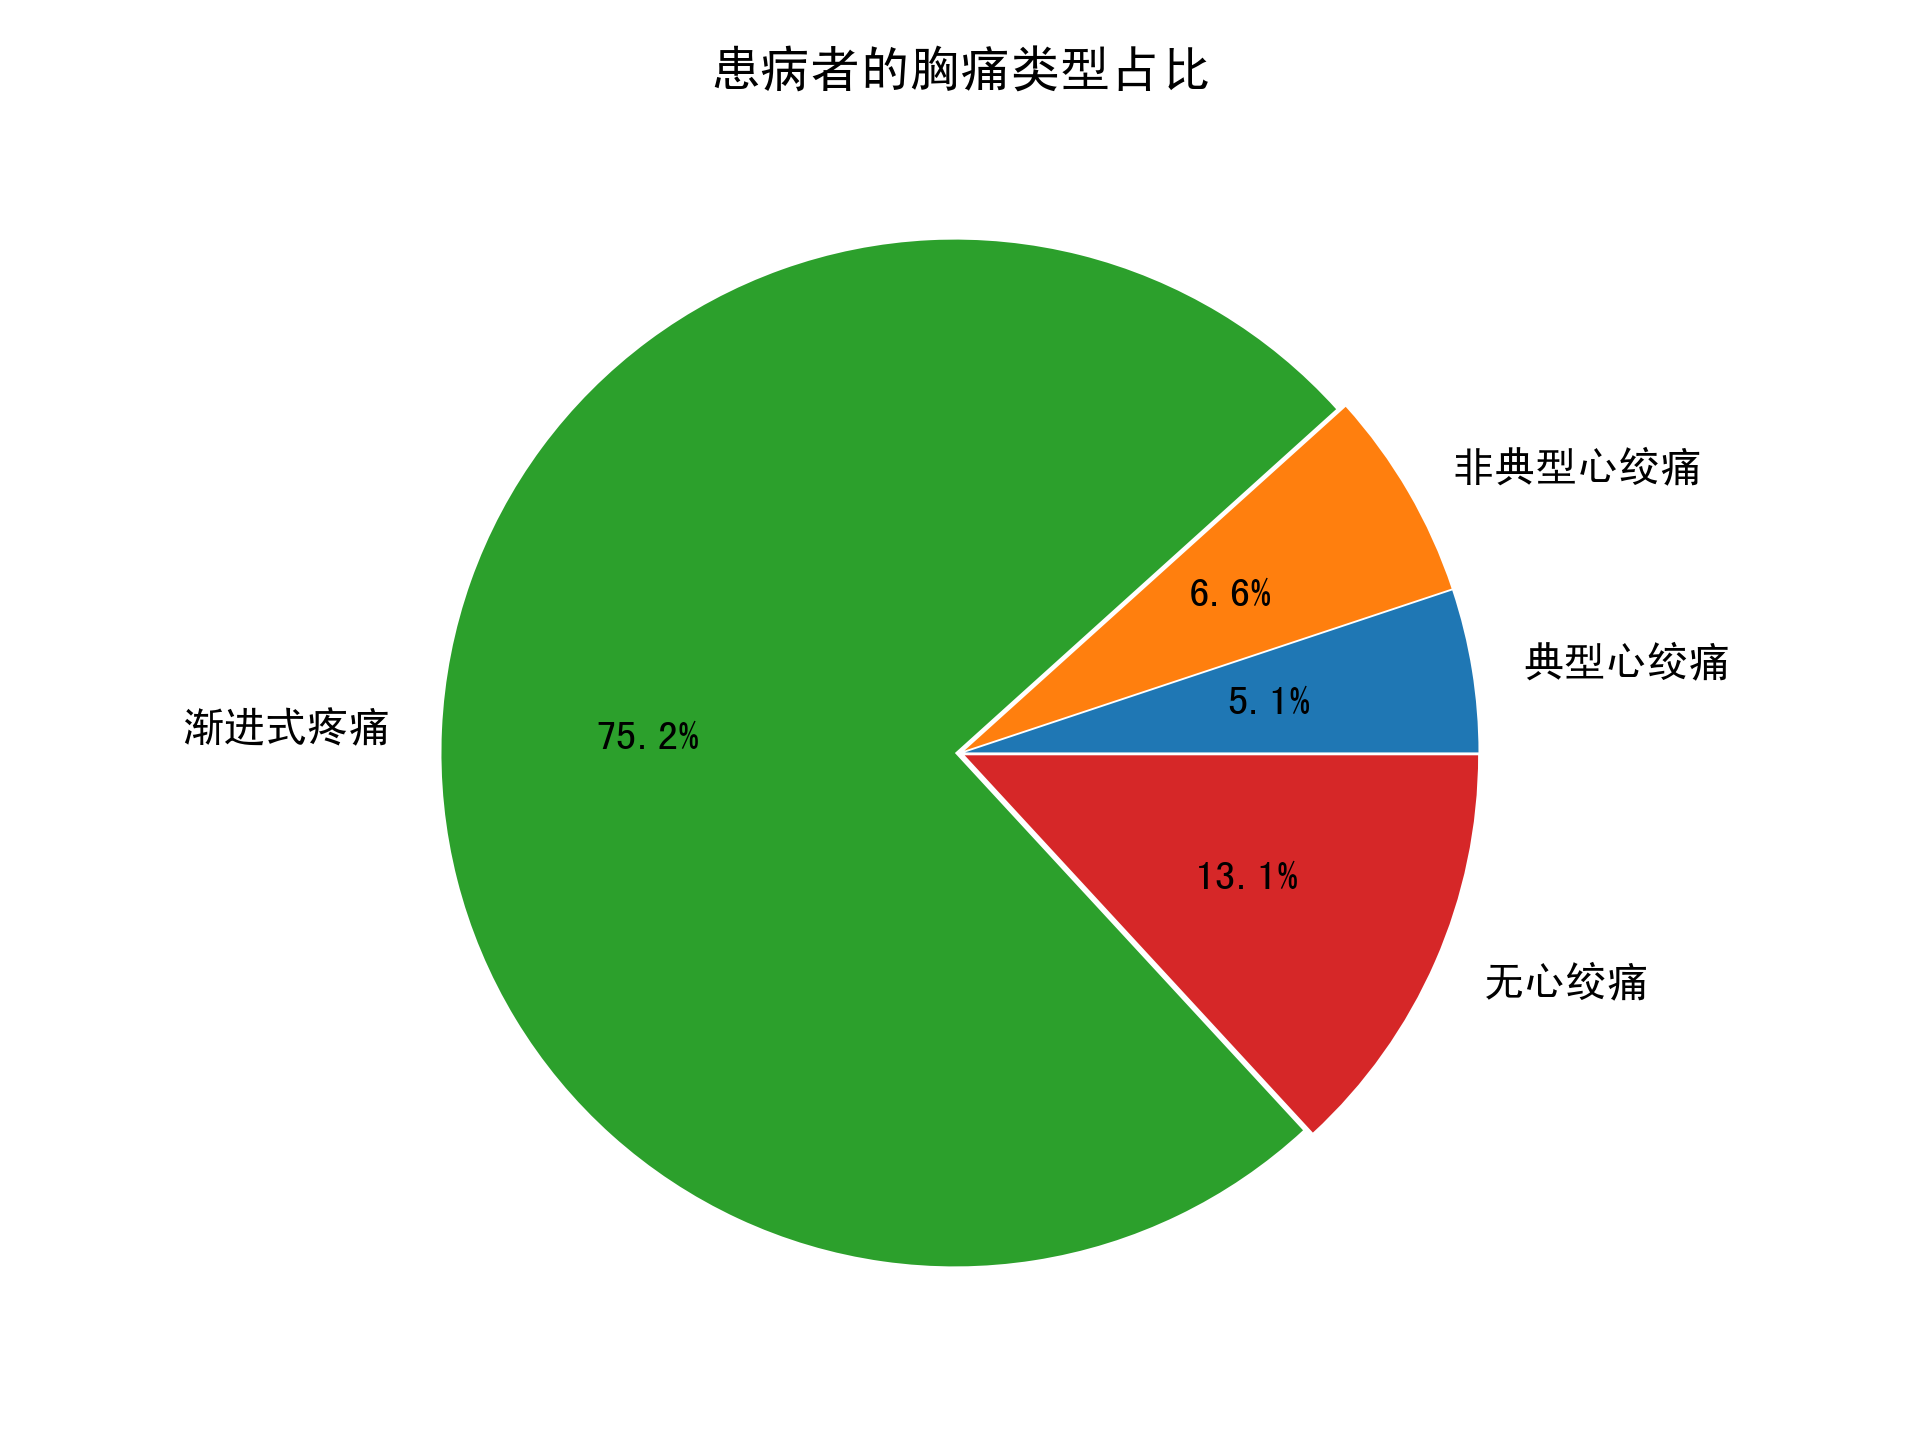 患病者的胸痛类型占比
非典型心绞痛
6.6%
典型心绞痛
5.1%
渐进式疼痛
75.2%
13.1%
无心绞痛